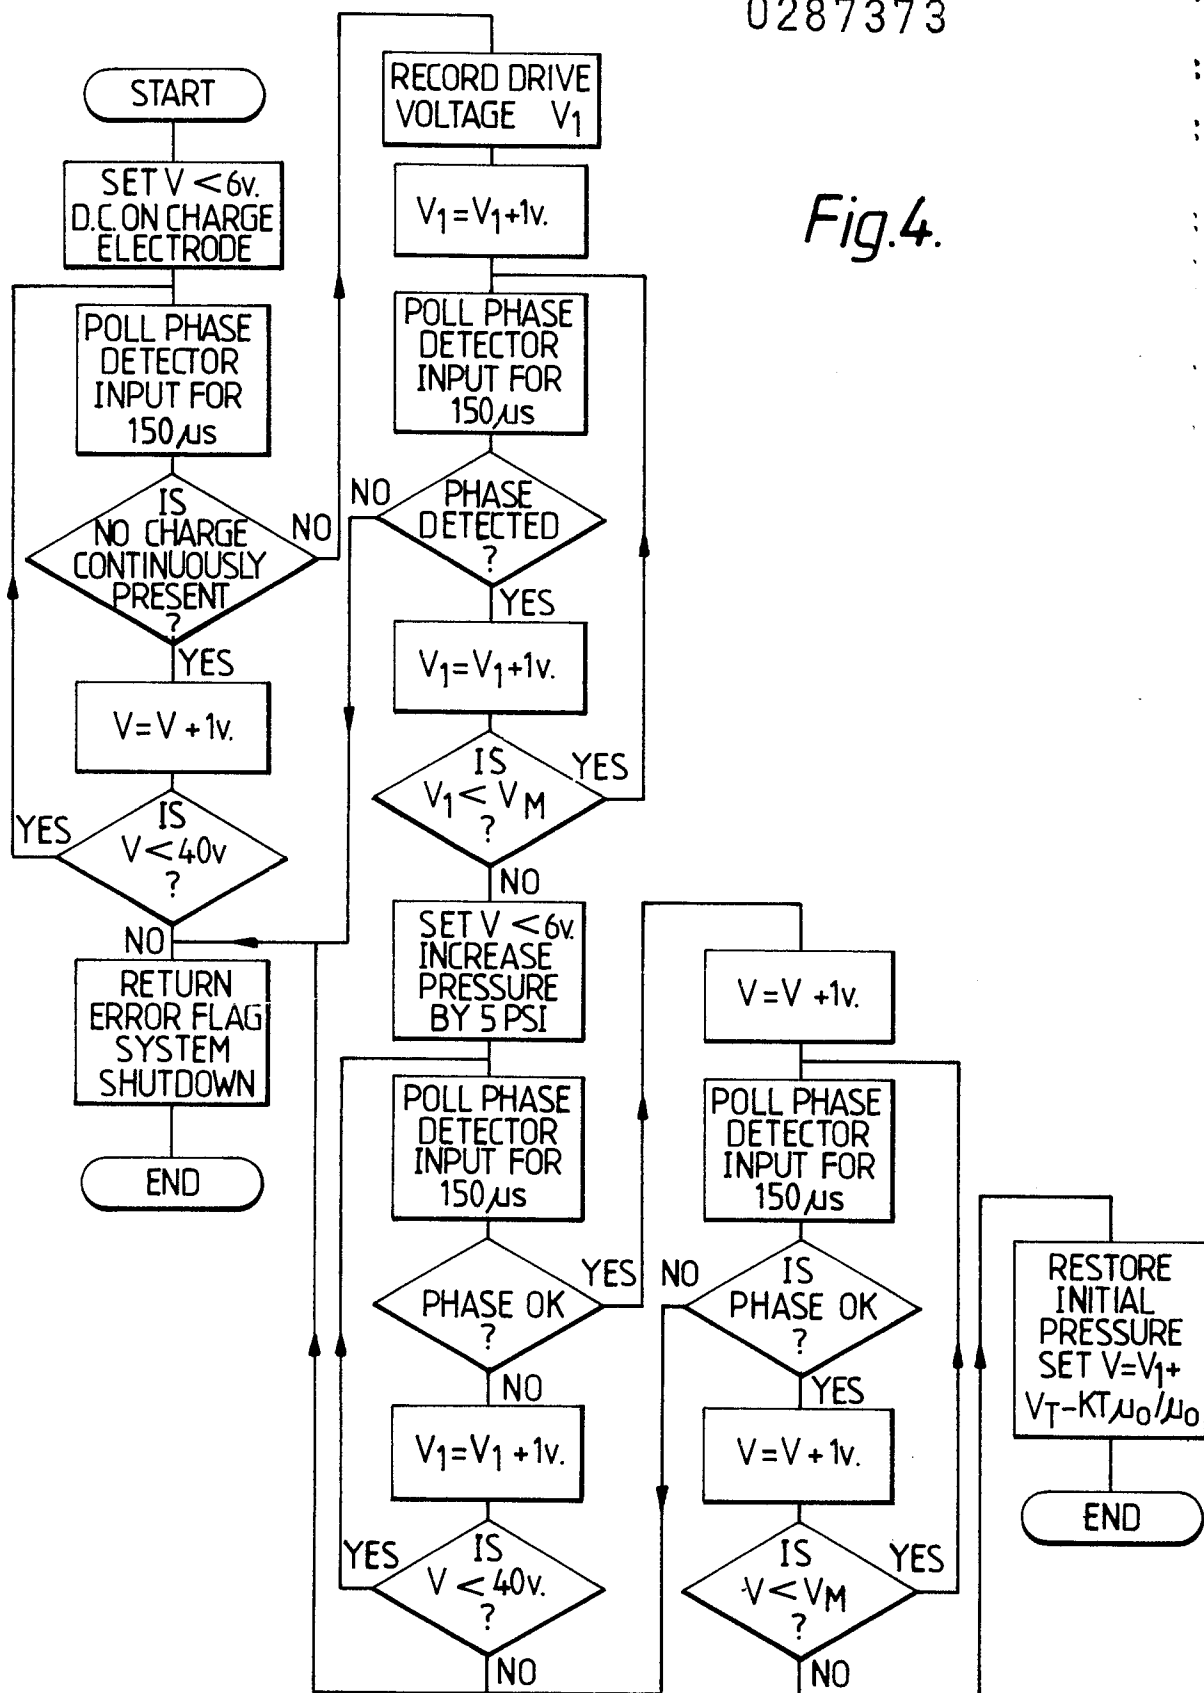 0287373
Fig.4.
START
SET V < 6v.
D.C. ON CHARGE
ELECTRODE
POLL PHASE
DETECTOR
INPUT FOR
150 µs
IS
NO CHARGE
CONTINUOUSLY
PRESENT
?
NO
YES
V = V + 1v.
IS
V < 40v
?
YES
NO
RETURN
ERROR FLAG
SYSTEM
SHUTDOWN
END
RECORD DRIVE
VOLTAGE V₁
V₁ = V₁ + 1v.
POLL PHASE
DETECTOR
INPUT FOR
150 µs
PHASE
DETECTED
?
NO
YES
V₁ = V₁ + 1v.
IS
V₁ < V_M
?
YES
NO
SET V < 6v.
INCREASE
PRESSURE
BY 5 PSI
POLL PHASE
DETECTOR
INPUT FOR
150 µs
PHASE OK
?
YES
NO
V₁ = V₁ + 1v.
IS
V < 40v.
?
YES
NO
V = V + 1v.
POLL PHASE
DETECTOR
INPUT FOR
150 µs
IS
PHASE OK
?
NO
YES
V = V + 1v.
IS
V < V_M
?
YES
NO
RESTORE
INITIAL
PRESSURE
SET V = V₁ +
V_T – KTµ₀/µ₀
END